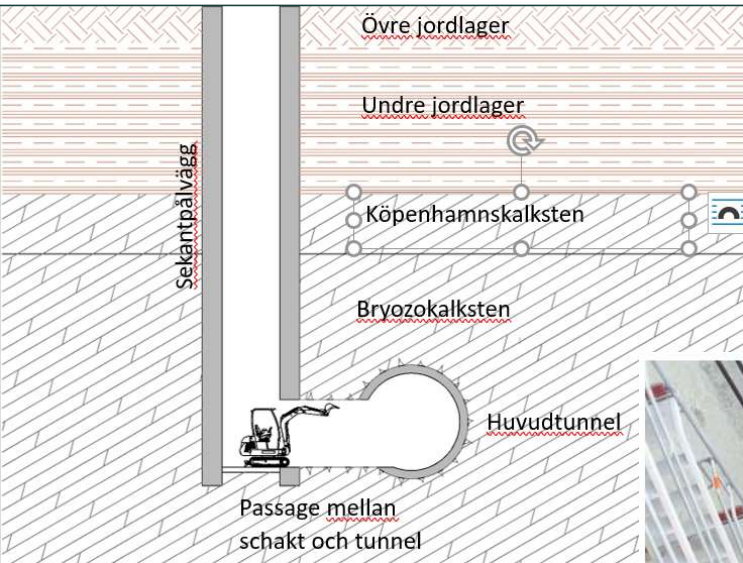 Övre jordlager
Undre jordlager
Sekantpålvägg
Köpenhamnskalksten
Bryozokalksten
Huvudtunnel
Passage mellan
schakt och tunnel